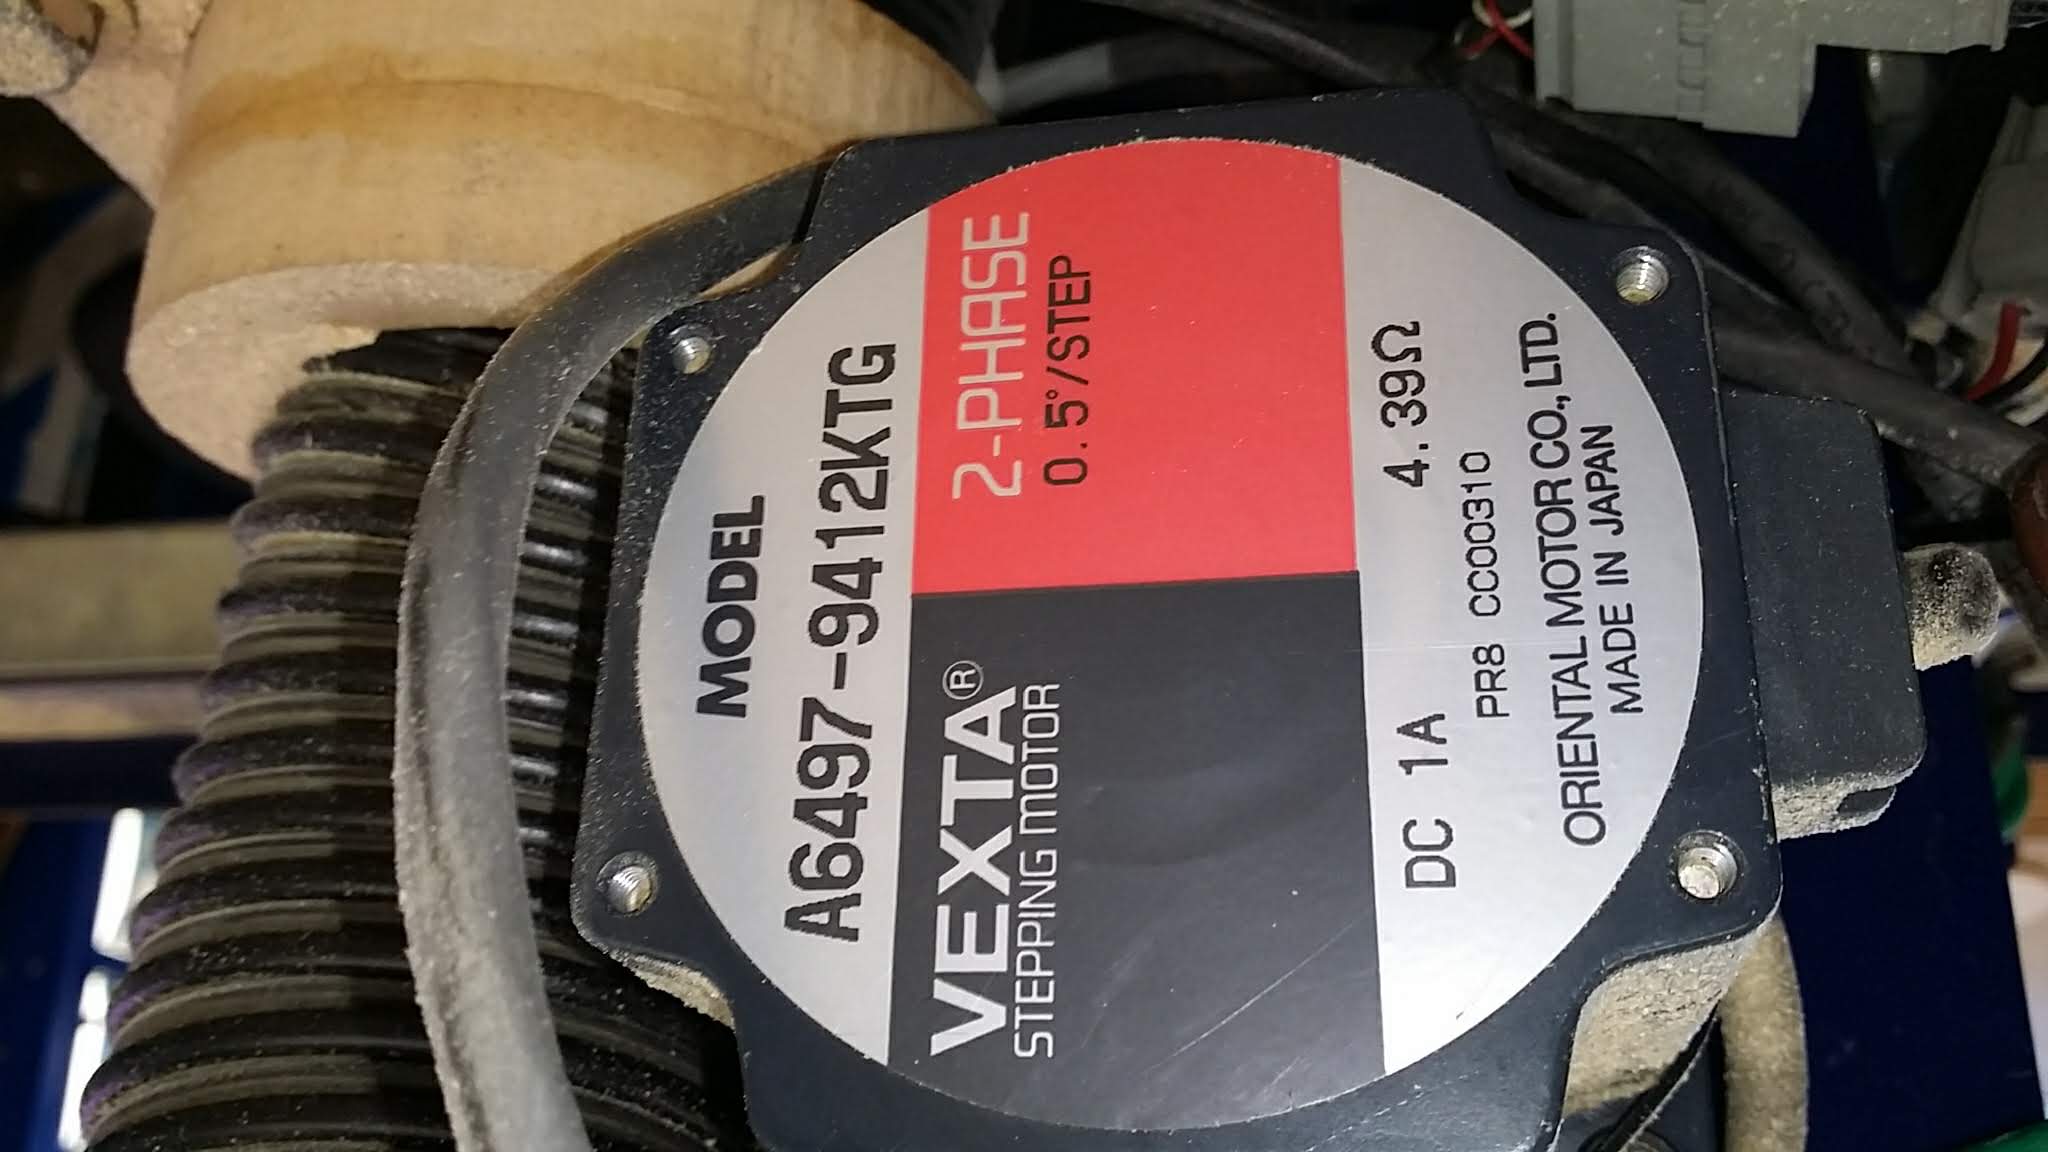 MODEL
A6497-9412KTG
VEXTA®
STEPPING MOTOR
2-PHASE
0.5°/STEP
DC 1A 4.39Ω
PR8 CC00310
ORIENTAL MOTOR CO., LTD.
MADE IN JAPAN